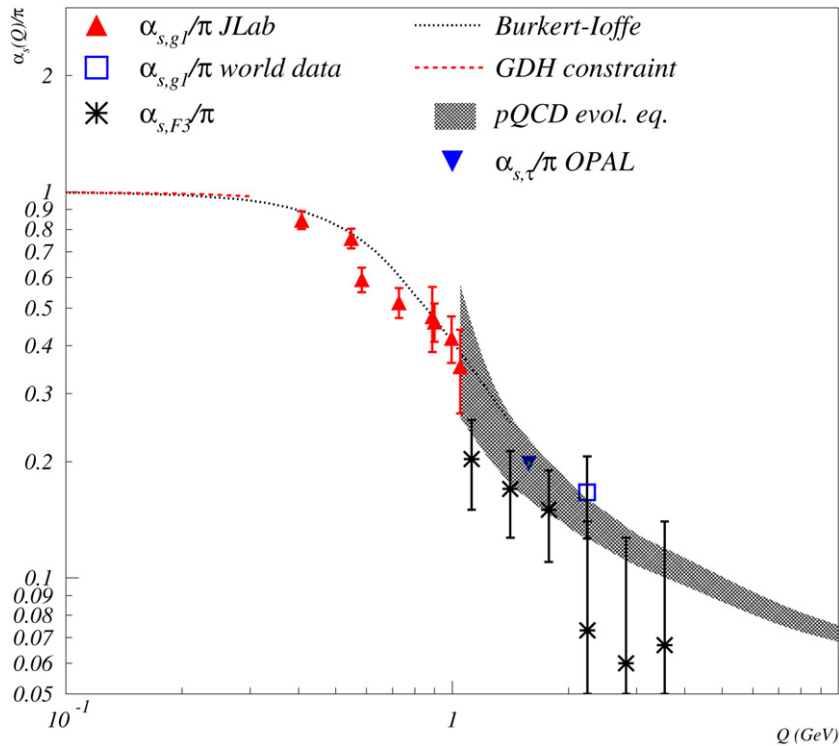 α_s(Q)/π
α_{s,g1}/π JLab
α_{s,g1}/π world data
α_{s,F3}/π
Burkert-Ioffe
GDH constraint
pQCD evol. eq.
α_{s,τ}/π OPAL
2
1
0.9
0.8
0.7
0.6
0.5
0.4
0.3
0.2
0.1
0.09
0.08
0.07
0.06
0.05
10^{-1}
1
Q (GeV)